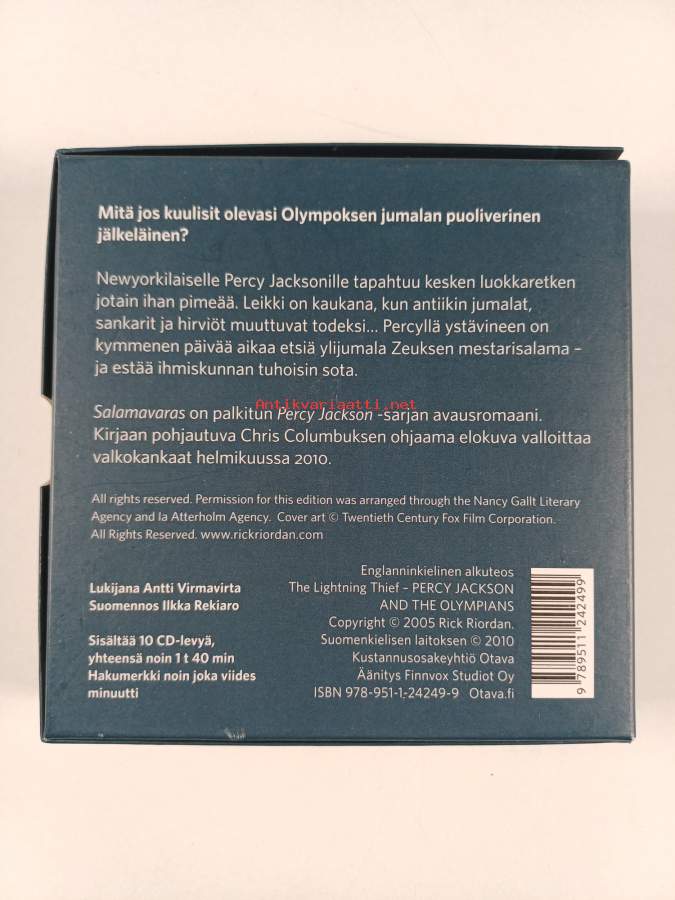 Mitä jos kuulisit olevasi Olympoksen jumalan puoliverinen
jälkeläinen?
Newyorkilaiselle Percy Jacksonille tapahtuu kesken luokkaretken
jotain ihan pimeää. Leikki on kaukana, kun antiikin jumalat,
sankarit ja hirviöt muuttuvat todeksi... Percyllä ystävineen on
kymmenen päivää aikaa etsiä ylijumala Zeuksen mestarisalama –
ja estää ihmiskunnan tuhoisin sota.
Antikvariaatti.net
Salamavaras on palkitun Percy Jackson -sarjan avausromaani.
Kirjaan pohjautuva Chris Columbuksen ohjaama elokuva valloittaa
valkokankaat helmikuussa 2010.
All rights reserved. Permission for this edition was arranged through the Nancy Gallt Literary
Agency and Ia Atterholm Agency. Cover art © Twentieth Century Fox Film Corporation.
All Rights Reserved. www.rickriordan.com
Lukijana Antti Virmavirta
Suomennos Ilkka Rekiaro
Sisältää 10 CD-levyä,
yhteensä noin 1 t 40 min
Hakumerkki noin joka viides
minuutti
Englanninkielinen alkuteos
The Lightning Thief – PERCY JACKSON
AND THE OLYMPIANS
Copyright © 2005 Rick Riordan.
Suomenkielisen laitoksen © 2010
Kustannusosakeyhtiö Otava
Äänitys Finnvox Studiot Oy
ISBN 978-951-1-24249-9 Otava.fi
9 789511 242499